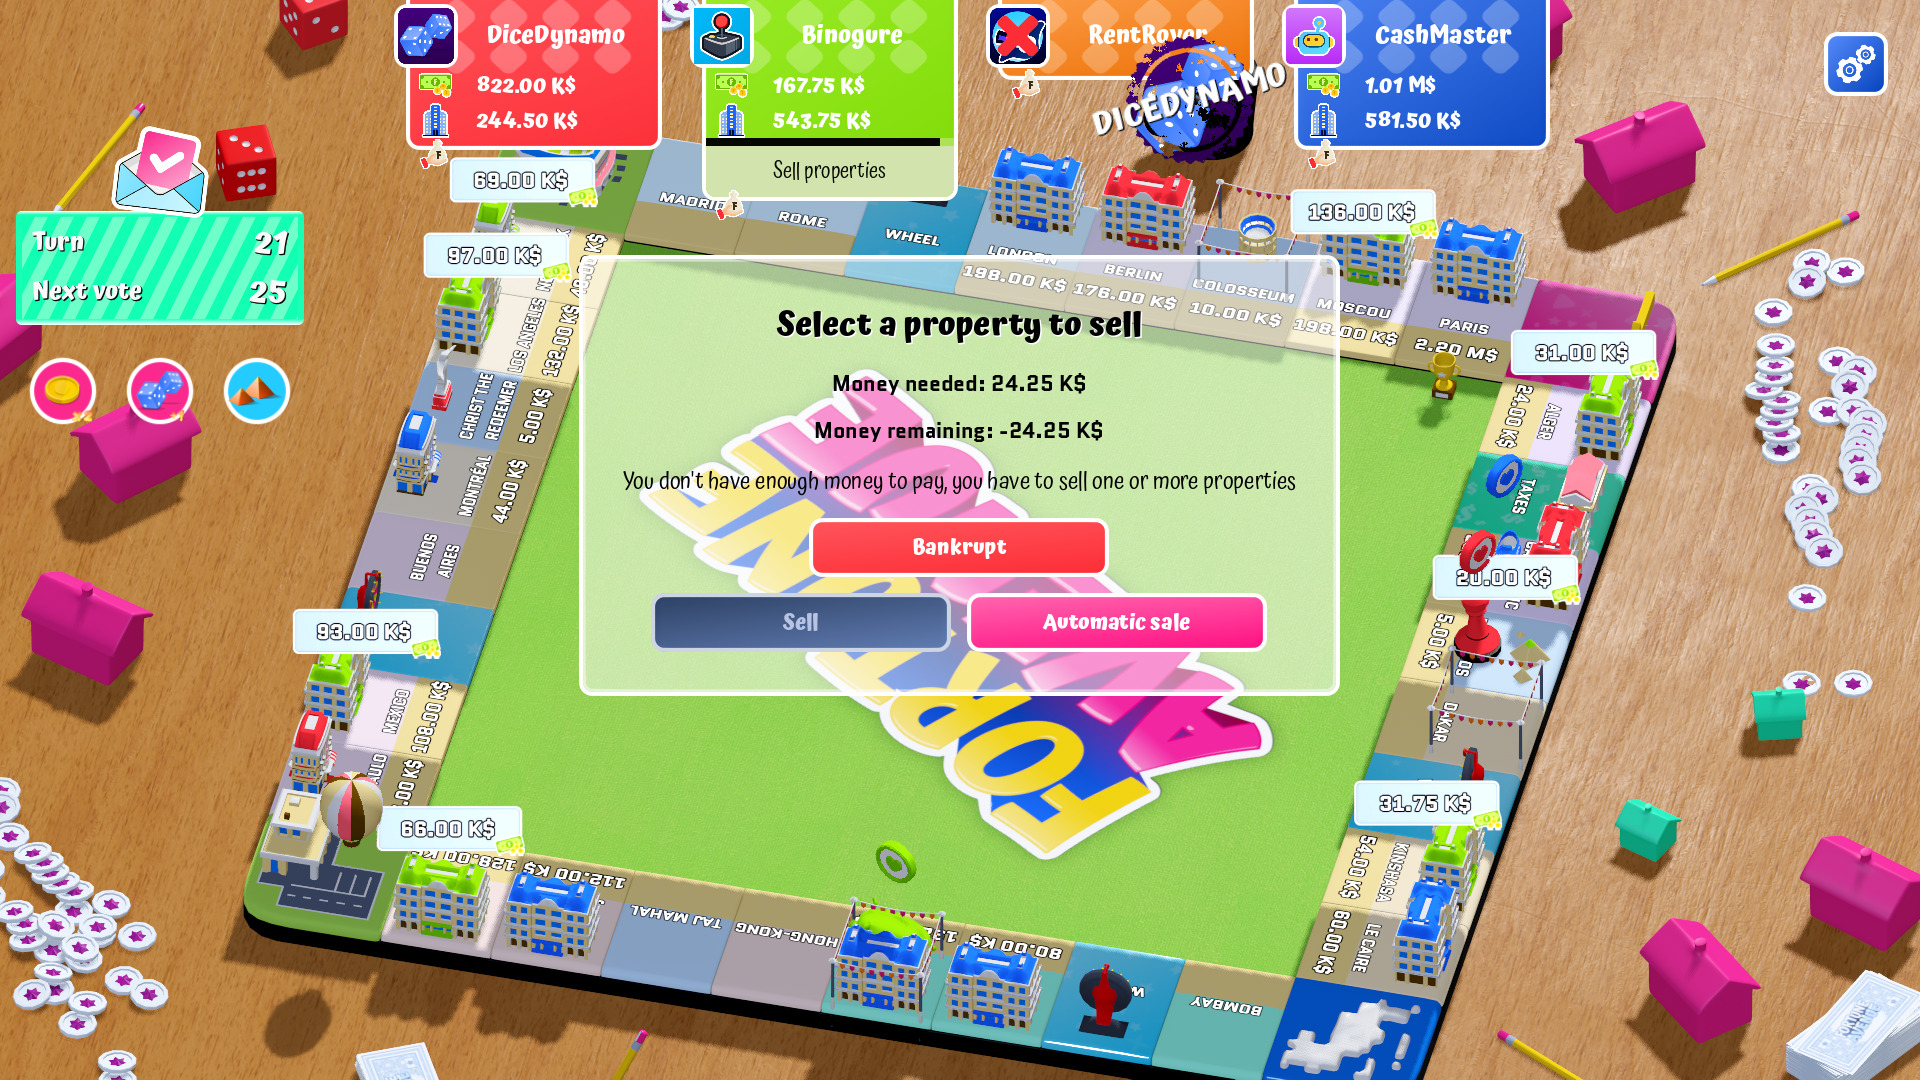 DiceDynamo
822.00 K$
244.50 K$
Binogure
167.75 K$
543.75 K$
Sell properties
RentRover
DICEDYNAMO
CashMaster
1.01 M$
581.50 K$
Turn 21
Next vote 25
69.00 K$
97.00 K$
136.00 K$
31.00 K$
20.00 K$
31.75 K$
93.00 K$
66.00 K$
MADRID
ROME
WHEEL
LONDON
198.00 K$
BERLIN
176.00 K$
COLOSSEUM
10.00 K$
MOSCOU
198.00 K$
PARIS
2.20 M$
ALGER
24.00 K$
TAXES
5.00 K$
DAKAR
KINSHASA
54.00 K$
LE CAIRE
60.00 K$
BOMBAY
80.00 K$
HONG-KONG
TAJ MAHAL
112.00 K$
128.00 K$
MEXICO
108.00 K$
BUENOS
AIRES
MONTRÉAL
44.00 K$
CHRIST THE
REDEEMER
5.00 K$
LOS ANGELES
132.00 K$
Select a property to sell
Money needed: 24.25 K$
Money remaining: -24.25 K$
You don't have enough money to pay, you have to sell one or more properties
Bankrupt
Sell
Automatic sale